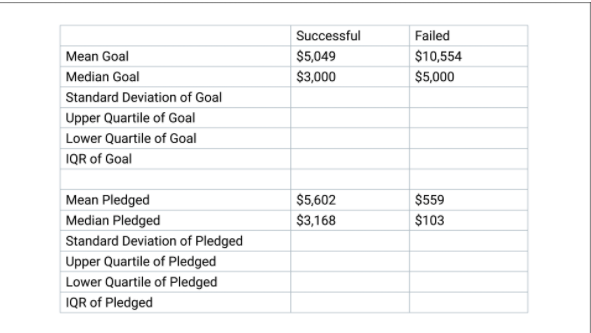 Successful Failed
Mean Goal $5,049 $10,554
Median Goal $3,000 $5,000
Standard Deviation of Goal
Upper Quartile of Goal
Lower Quartile of Goal
IQR of Goal
Mean Pledged $5,602 $559
Median Pledged $3,168 $103
Standard Deviation of Pledged
Upper Quartile of Pledged
Lower Quartile of Pledged
IQR of Pledged